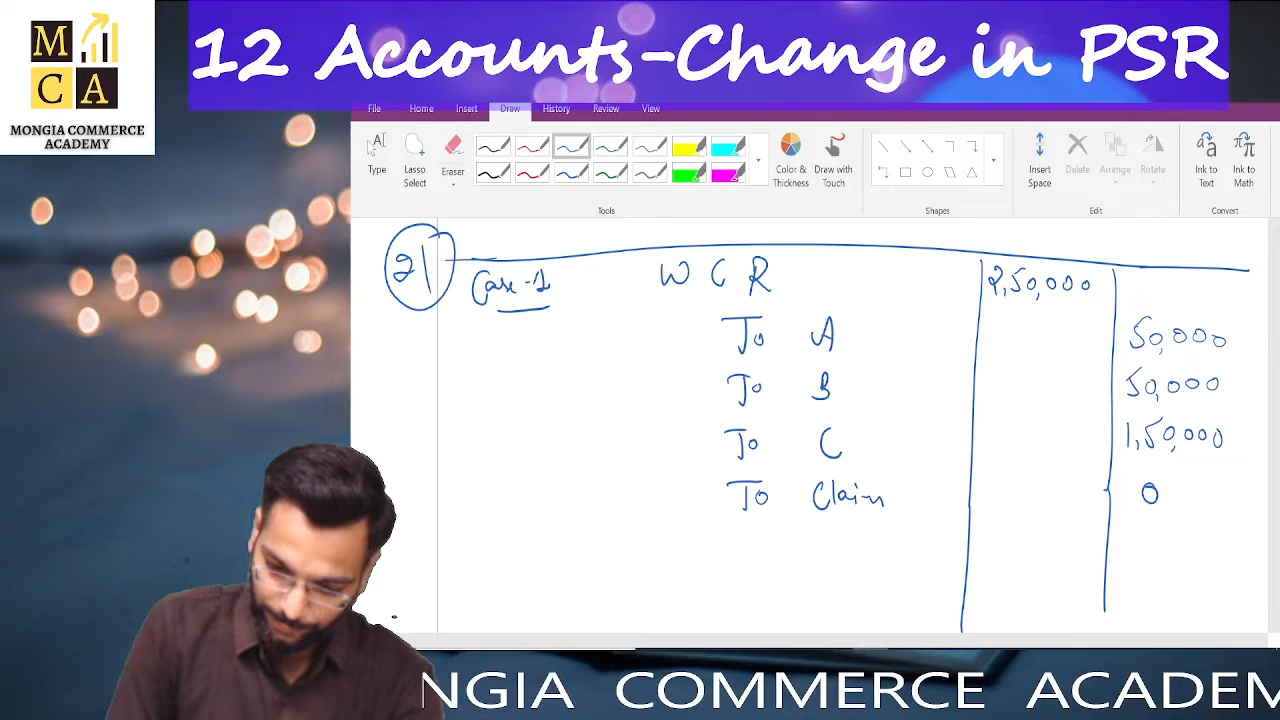 M
C A
MONGIA COMMERCE
ACADEMY
12 Accounts-Change in PSR
File Home Insert Draw History Review View
Type
Lasso
Select
Eraser
Color &
Thickness
Draw with
Touch
Insert
Space
Delete
Arrange
Rotate
Ink to
Text
Ink to
Math
Tools Shapes Edit Convert
21 Case-1 W C R 2,50,000
To A 50,000
To B 50,000
To C 1,50,000
To Claim 0
NGIA COMMERCE ACADEM